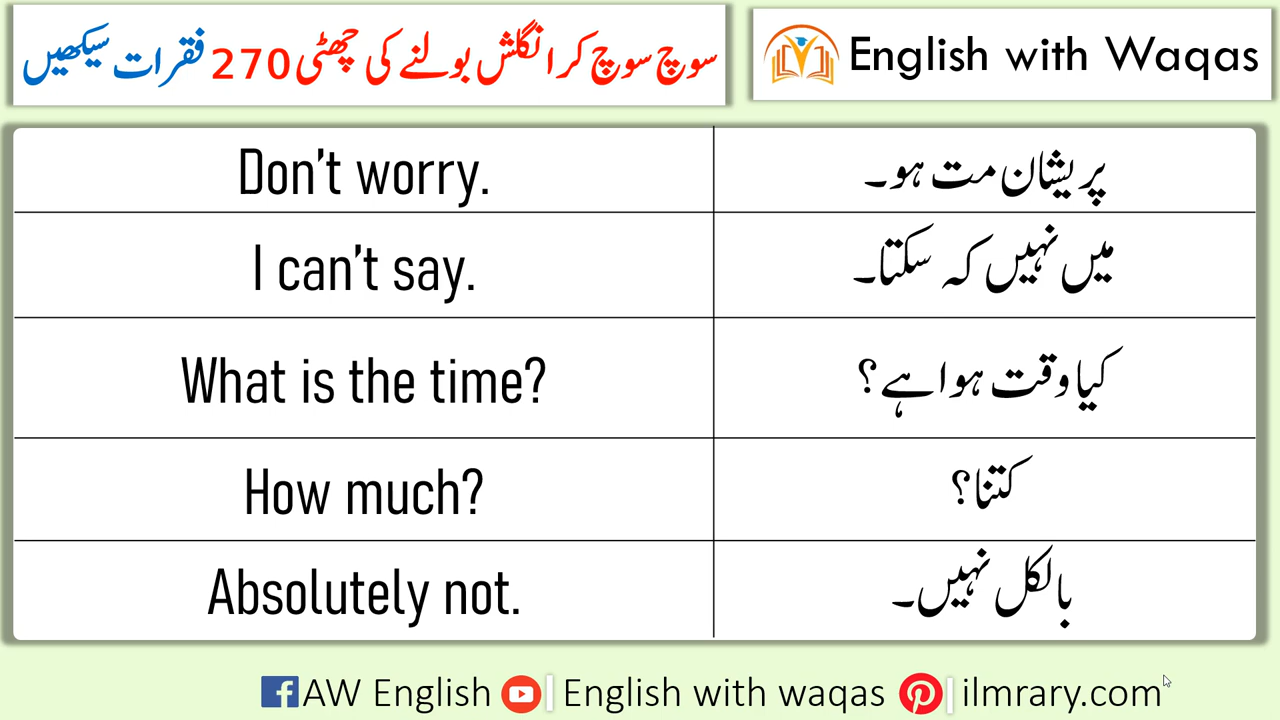 سوچ سوچ کر انگلش بولنے کی چھٹی 270 فقرات سیکھیں
English with Waqas
Don't worry.
پریشان مت ہو۔
I can't say.
میں نہیں کہ سکتا۔
What is the time?
کیا وقت ہوا ہے؟
How much?
کتنا؟
Absolutely not.
بالکل نہیں۔
AW English | English with waqas | ilmrary.com